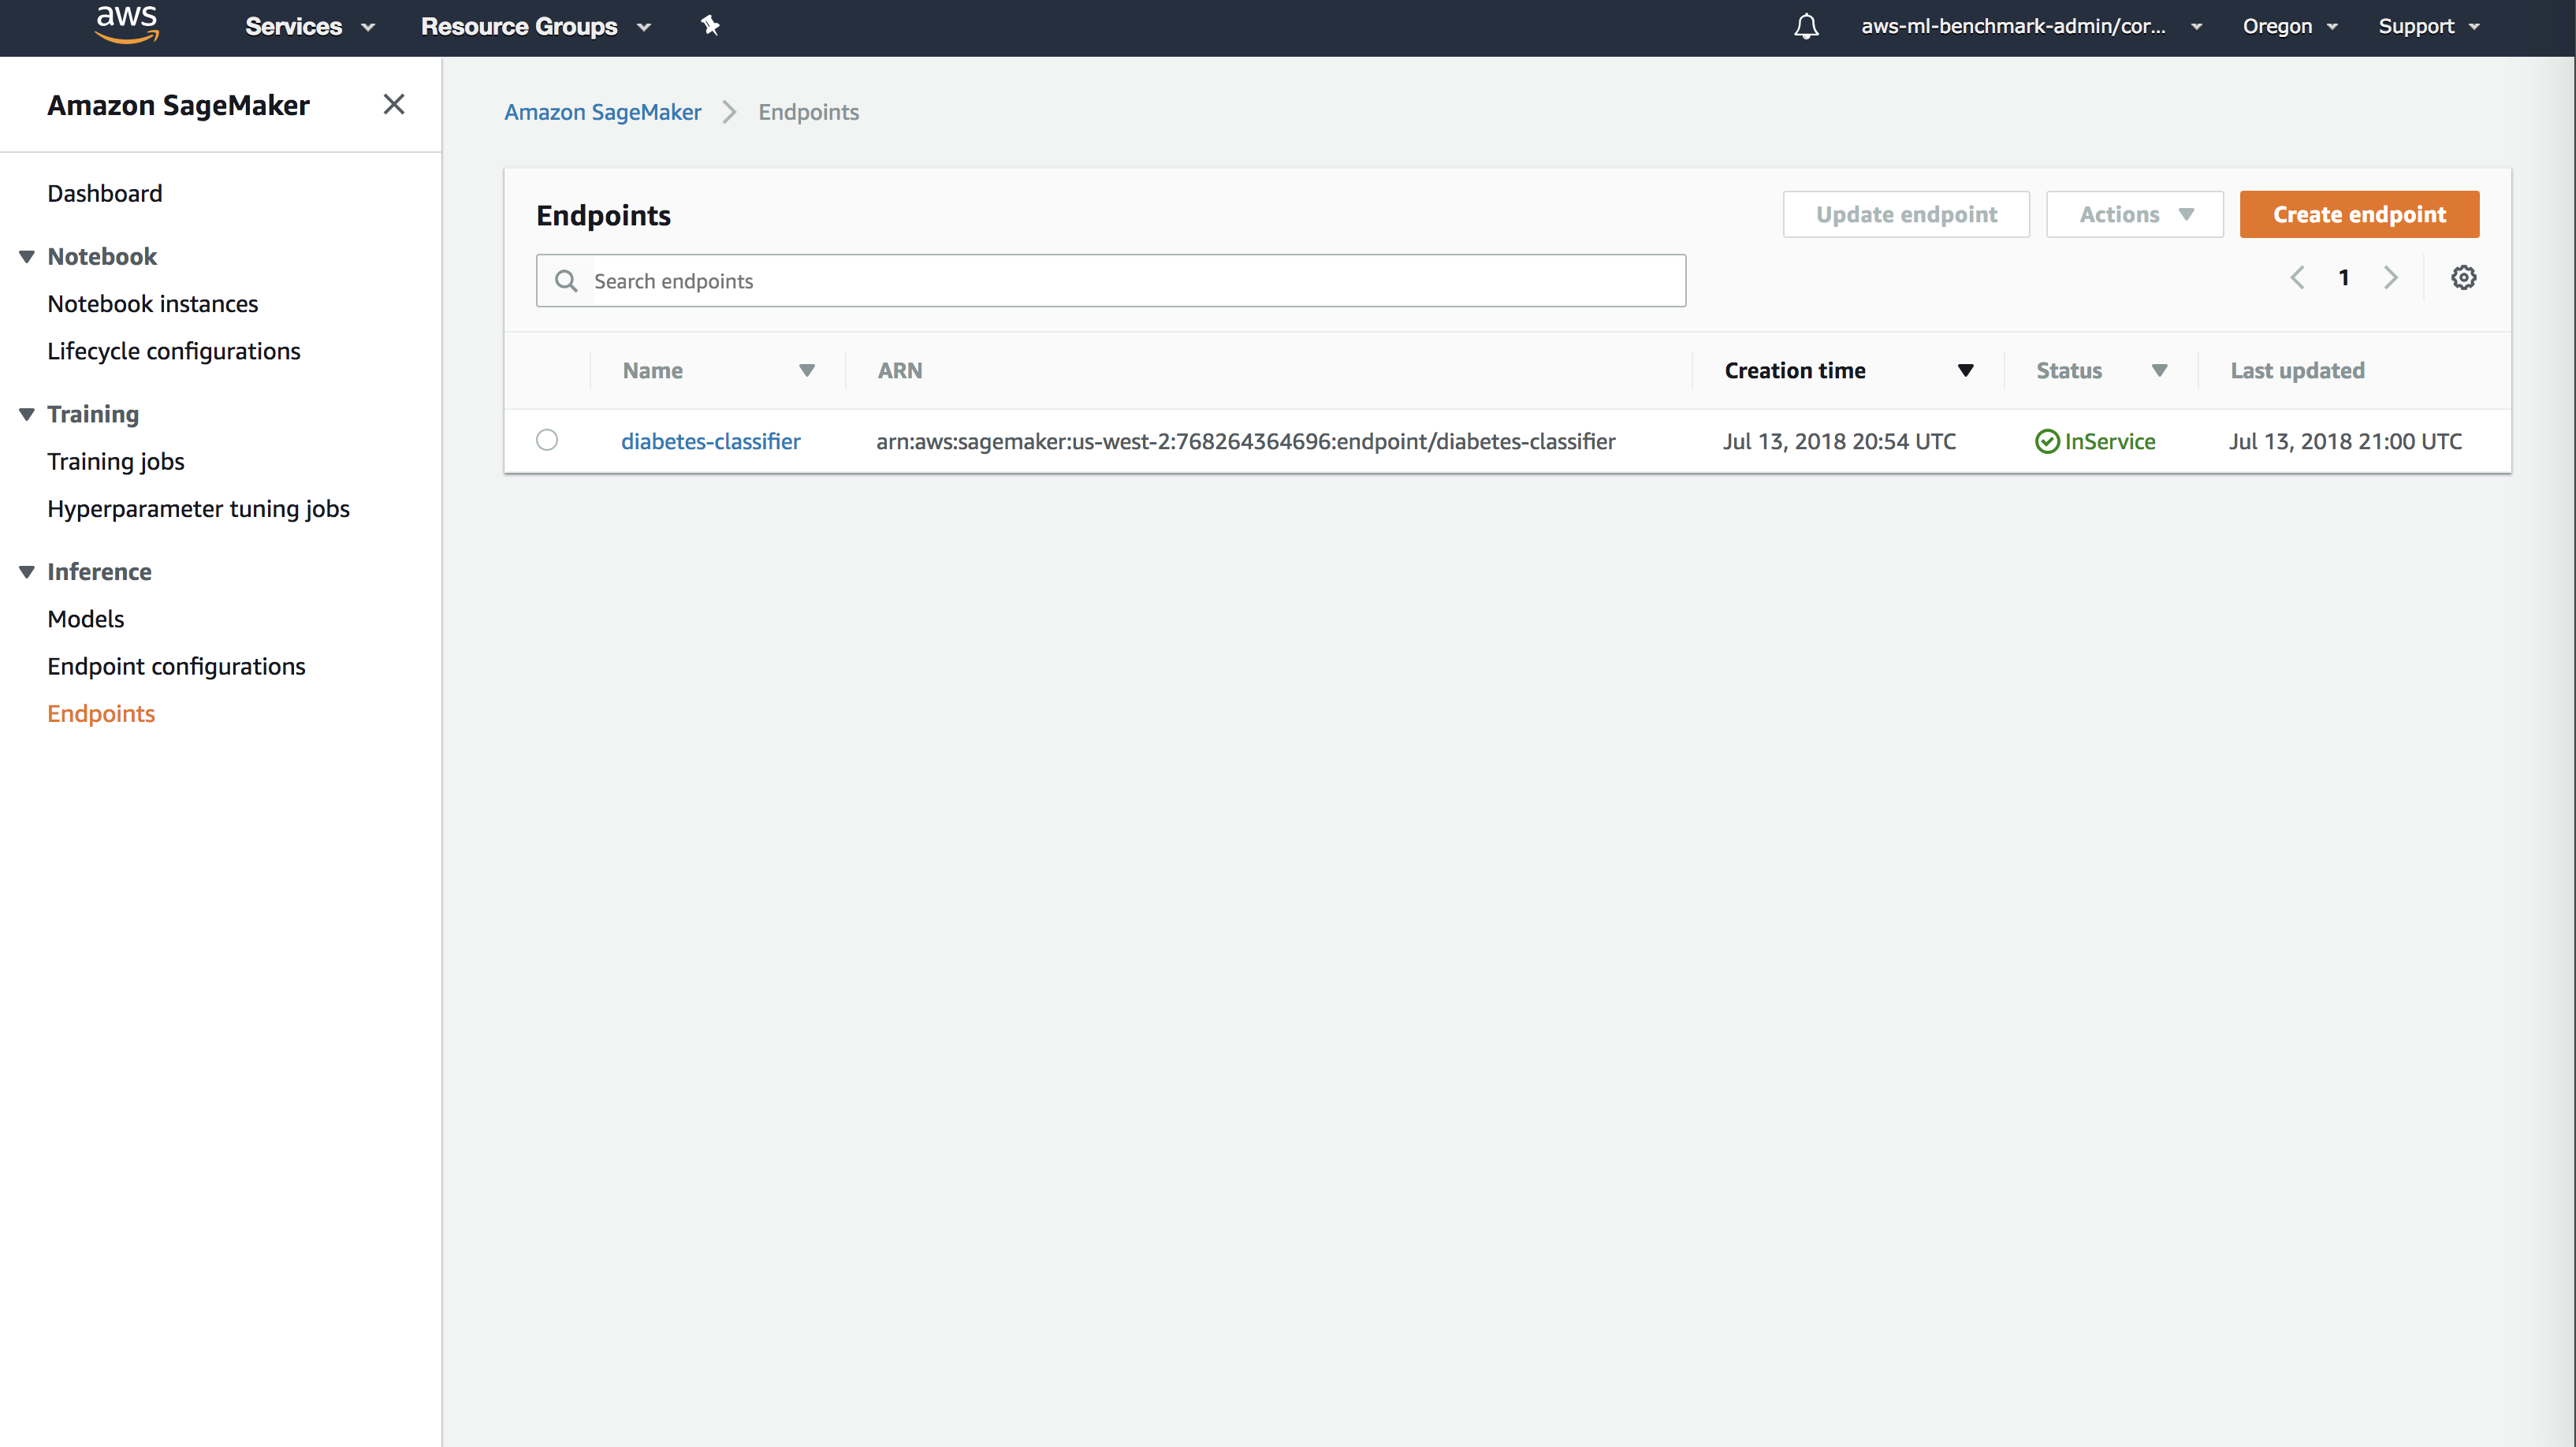 aws Services Resource Groups aws-ml-benchmark-admin/cor... Oregon Support
Amazon SageMaker
Dashboard
Notebook
Notebook instances
Lifecycle configurations
Training
Training jobs
Hyperparameter tuning jobs
Inference
Models
Endpoint configurations
Endpoints
Amazon SageMaker Endpoints
Endpoints Update endpoint Actions Create endpoint
Search endpoints 1
Name ARN Creation time Status Last updated
diabetes-classifier arn:aws:sagemaker:us-west-2:768264364696:endpoint/diabetes-classifier Jul 13, 2018 20:54 UTC InService Jul 13, 2018 21:00 UTC